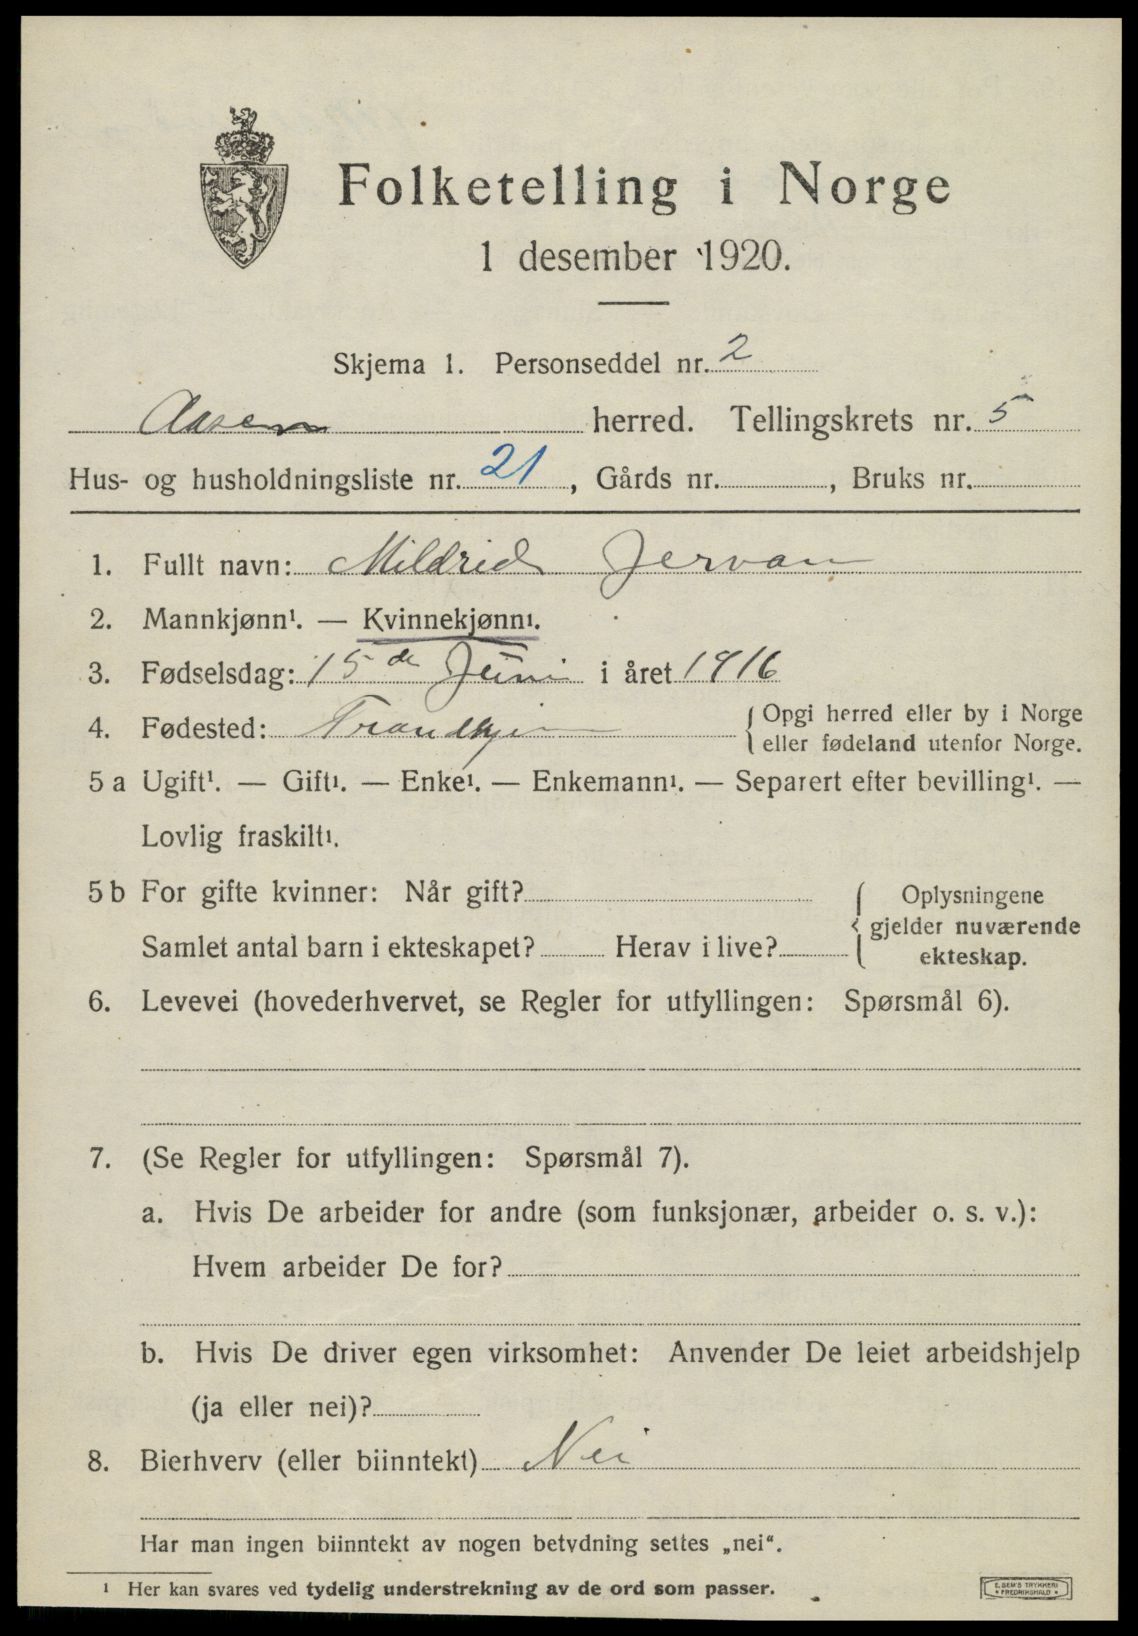 Folketelling i Norge
1 desember 1920.
Skjema 1. Personseddel nr. 2
Aasen herred. Tellingskrets nr. 5
Hus- og husholdningsliste nr. 21, Gårds nr. , Bruks nr.
1. Fullt navn: Mildrid Jervan
2. Mannkjønn¹. — Kvinnekjønn¹.
3. Fødselsdag: 15de Juni i året 1916
4. Fødested: Trondhjem { Opgi herred eller by i Norge
eller fødeland utenfor Norge.
5 a Ugift¹. — Gift¹. — Enke¹. — Enkemann¹. — Separert efter bevilling¹. —
Lovlig fraskilt¹.
5 b For gifte kvinner: Når gift? { Oplysningene
gjelder nuværende
Samlet antal barn i ekteskapet? Herav i live? ekteskap.
6. Levevei (hovederhvervet, se Regler for utfyllingen: Spørsmål 6).
7. (Se Regler for utfyllingen: Spørsmål 7).
a. Hvis De arbeider for andre (som funksjonær, arbeider o. s. v.):
Hvem arbeider De for?
b. Hvis De driver egen virksomhet: Anvender De leiet arbeidshjelp
(ja eller nei)?
8. Bierhverv (eller biinntekt) Nei
Har man ingen biinntekt av nogen betydning settes „nei“.
¹ Her kan svares ved tydelig understrekning av de ord som passer.
E. SEM'S TRYKKERI
• FREDRIKSHALD •